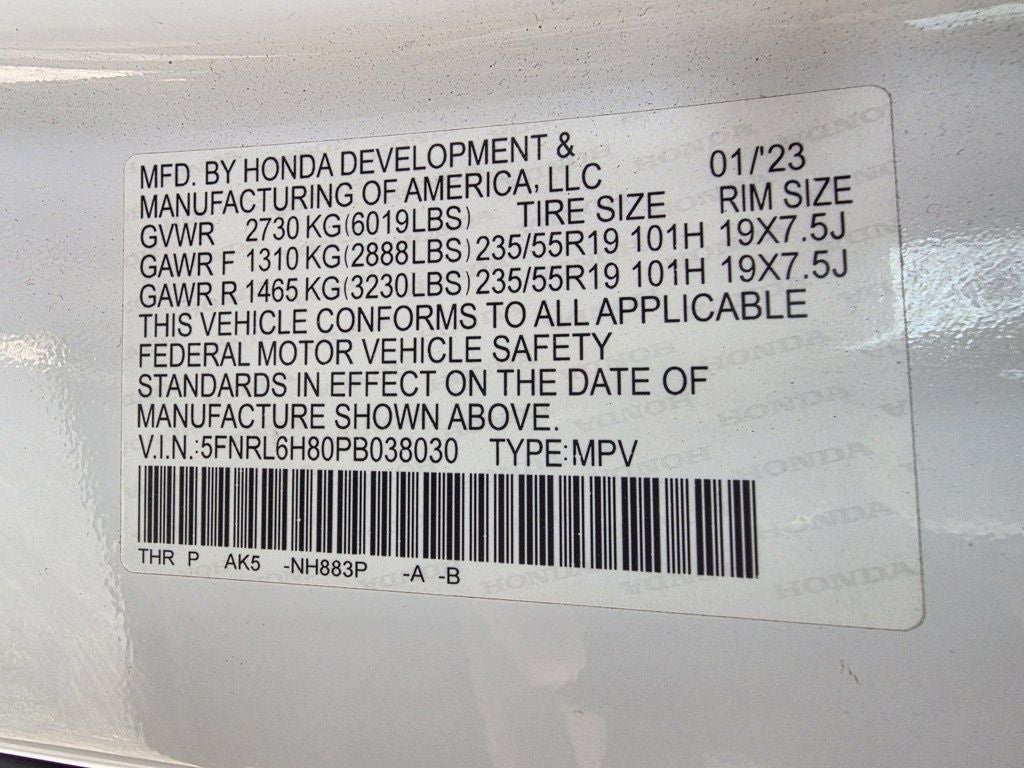 MFD. BY HONDA DEVELOPMENT & 01/'23
MANUFACTURING OF AMERICA, LLC
GVWR 2730 KG(6019LBS) TIRE SIZE RIM SIZE
GAWR F 1310 KG(2888LBS) 235/55R19 101H 19X7.5J
GAWR R 1465 KG(3230LBS) 235/55R19 101H 19X7.5J
THIS VEHICLE CONFORMS TO ALL APPLICABLE
FEDERAL MOTOR VEHICLE SAFETY
STANDARDS IN EFFECT ON THE DATE OF
MANUFACTURE SHOWN ABOVE.
V.I.N.:5FNRL6H80PB038030 TYPE:MPV
THR P AK5 -NH883P -A -B
HONDA